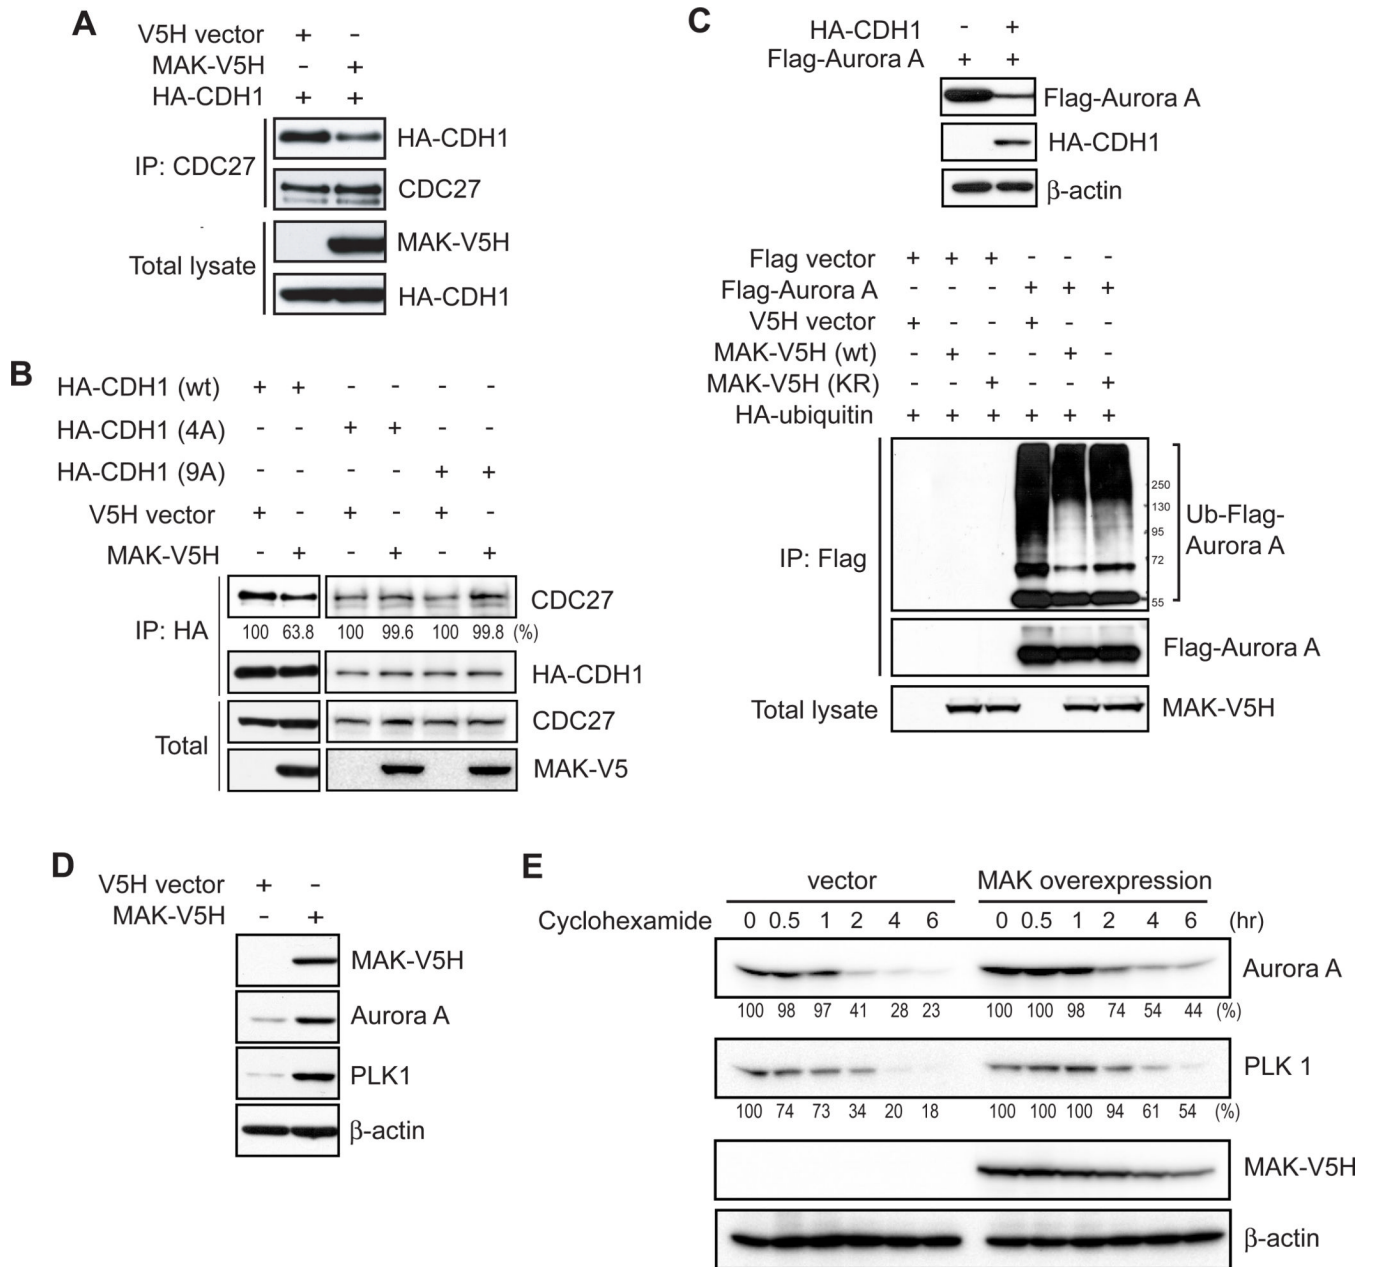 A
V5H vector + -
MAK-V5H - +
HA-CDH1 + +
IP: CDC27
HA-CDH1
CDC27
Total lysate
MAK-V5H
HA-CDH1
B
HA-CDH1 (wt) + + - - - -
HA-CDH1 (4A) - - + + - -
HA-CDH1 (9A) - - - - + +
V5H vector + - + - + -
MAK-V5H - + - + - +
IP: HA
CDC27
100 63.8 100 99.6 100 99.8 (%)
HA-CDH1
Total
CDC27
MAK-V5
C
HA-CDH1 - +
Flag-Aurora A + +
Flag-Aurora A
HA-CDH1
β-actin
Flag vector + + + - - -
Flag-Aurora A - - - + + +
V5H vector + - - + - -
MAK-V5H (wt) - + - - + -
MAK-V5H (KR) - - + - - +
HA-ubiquitin + + + + + +
IP: Flag
250
130
95
72
55
Ub-Flag-
Aurora A
Flag-Aurora A
Total lysate
MAK-V5H
D
V5H vector + -
MAK-V5H - +
MAK-V5H
Aurora A
PLK1
β-actin
E
vector MAK overexpression
Cyclohexamide 0 0.5 1 2 4 6 0 0.5 1 2 4 6 (hr)
Aurora A
100 98 97 41 28 23 100 100 98 74 54 44 (%)
PLK 1
100 74 73 34 20 18 100 100 100 94 61 54 (%)
MAK-V5H
β-actin